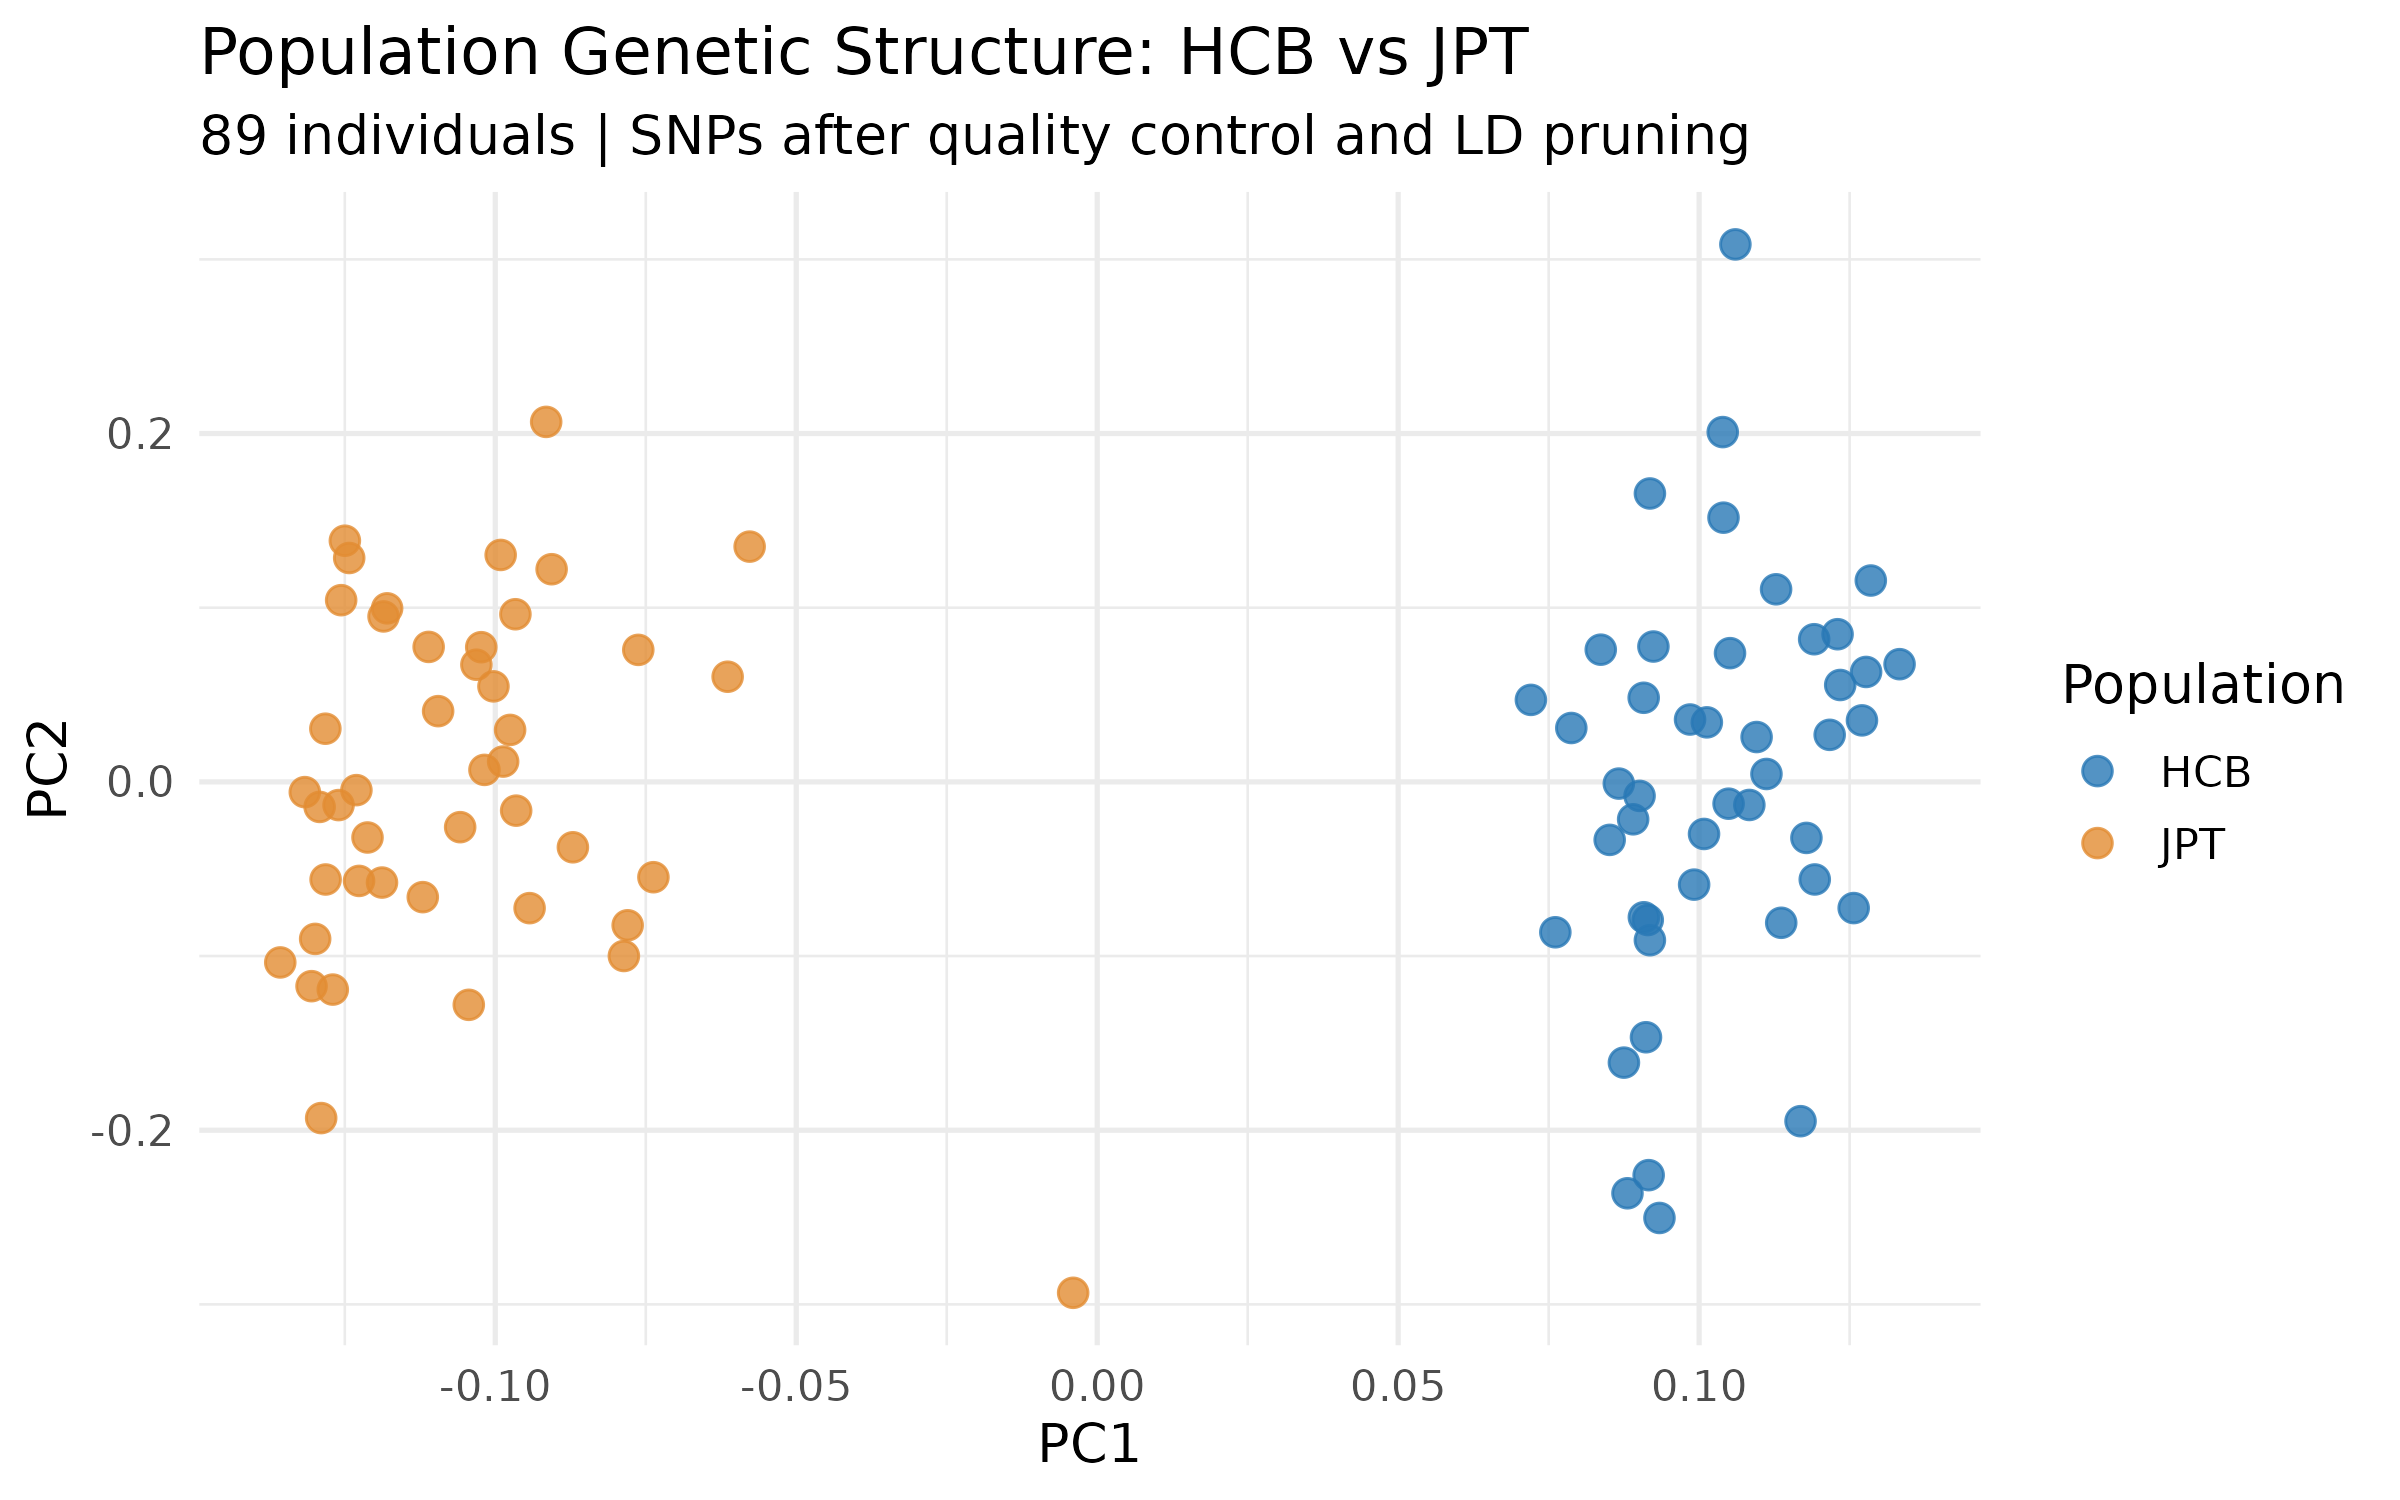 Population Genetic Structure: HCB vs JPT
89 individuals | SNPs after quality control and LD pruning
PC2
0.2
0.0
-0.2
-0.10
-0.05
0.00
0.05
0.10
PC1
Population
HCB
JPT